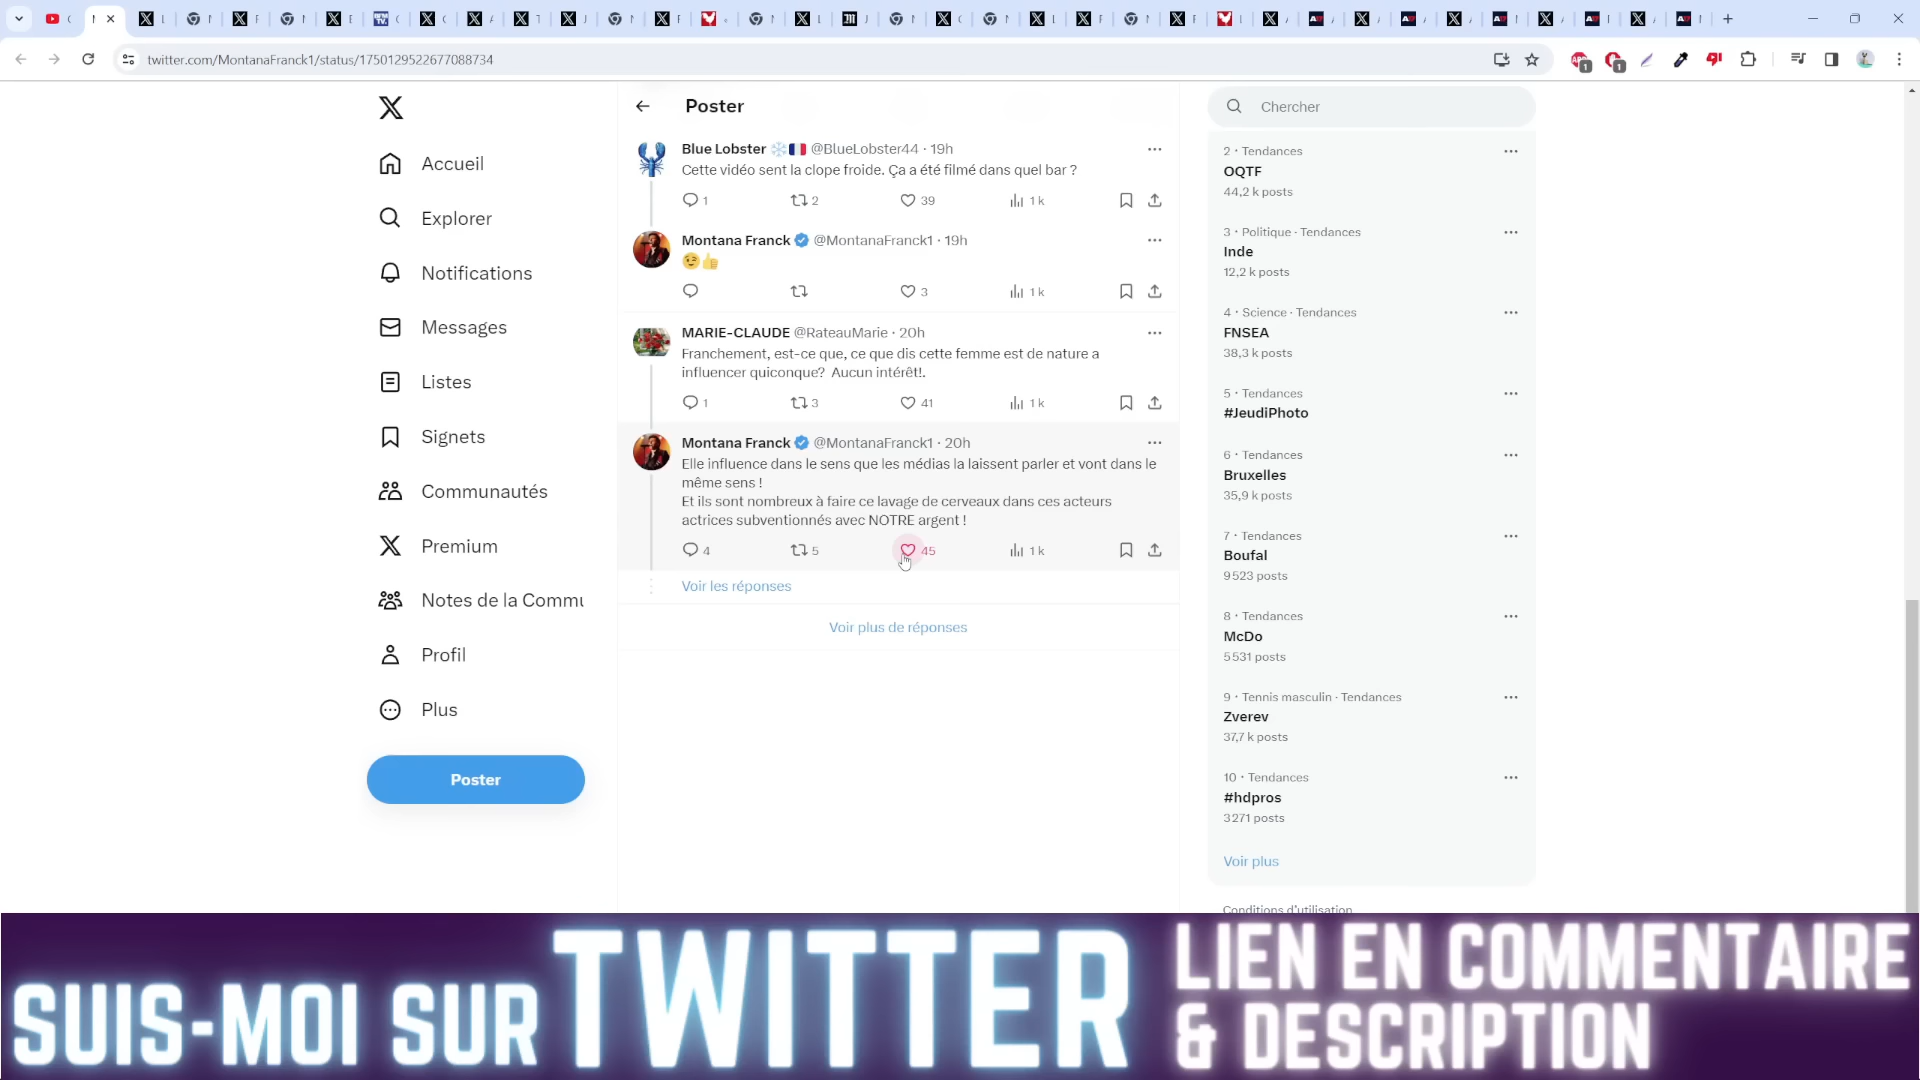 twitter.com/MontanaFranck1/status/1750129522677088734
Poster
Chercher
Accueil
Explorer
Notifications
Messages
Listes
Signets
Communautés
Premium
Notes de la Commu
Profil
Plus
Poster
Blue Lobster ❄️🇫🇷 @BlueLobster44 · 19h
Cette vidéo sent la clope froide. Ça a été filmé dans quel bar ?
1 2 39 1 k
Montana Franck @MontanaFranck1 · 19h
😉👍
3 1 k
MARIE-CLAUDE @RateauMarie · 20h
Franchement, est-ce que, ce que dis cette femme est de nature a
influencer quiconque? Aucun intérêt!.
1 3 41 1 k
Montana Franck @MontanaFranck1 · 20h
Elle influence dans le sens que les médias la laissent parler et vont dans le
même sens !
Et ils sont nombreux à faire ce lavage de cerveaux dans ces acteurs
actrices subventionnés avec NOTRE argent !
4 5 45 1 k
Voir les réponses
Voir plus de réponses
2 · Tendances
OQTF
44,2 k posts
3 · Politique · Tendances
Inde
12,2 k posts
4 · Science · Tendances
FNSEA
38,3 k posts
5 · Tendances
#JeudiPhoto
6 · Tendances
Bruxelles
35,9 k posts
7 · Tendances
Boufal
9 523 posts
8 · Tendances
McDo
5 531 posts
9 · Tennis masculin · Tendances
Zverev
37,7 k posts
10 · Tendances
#hdpros
3 271 posts
Voir plus
Conditions d'utilisation
SUIS-MOI SUR TWITTER
LIEN EN COMMENTAIRE
& DESCRIPTION